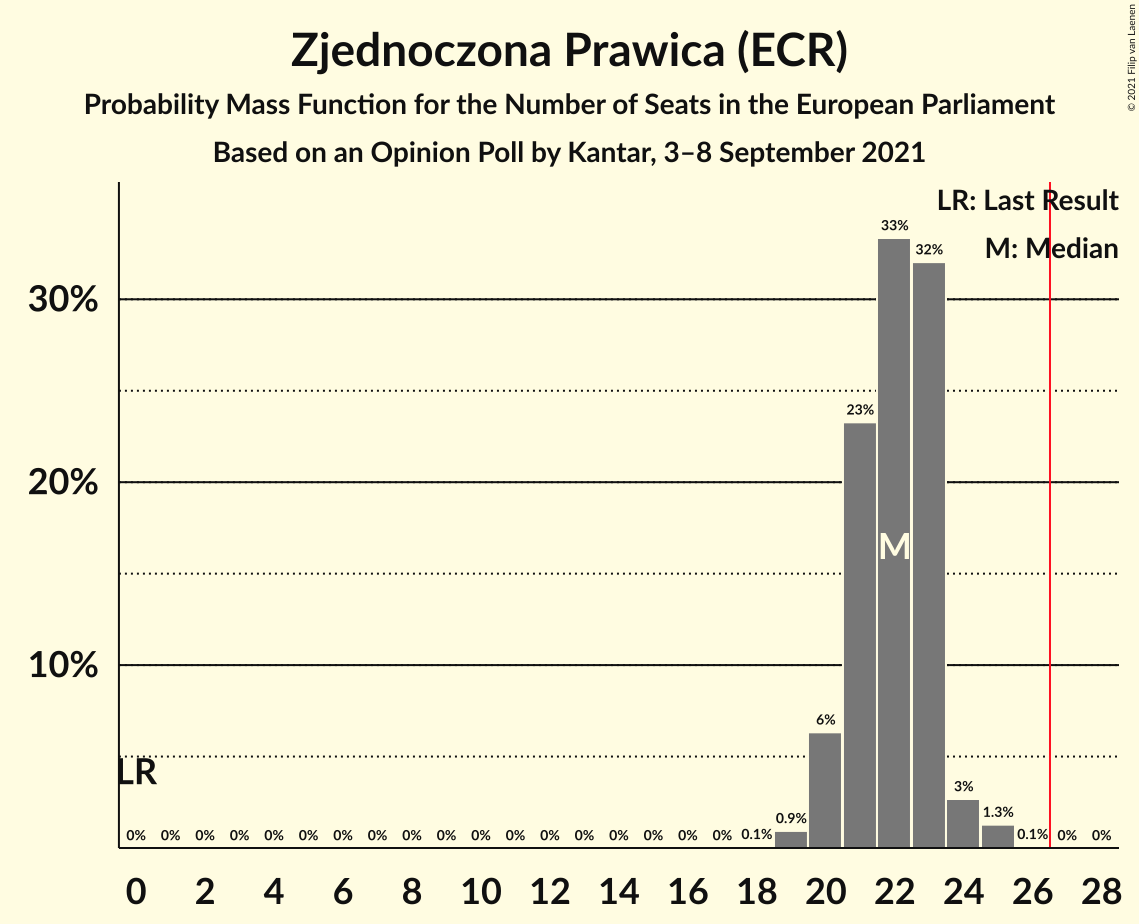 Zjednoczona Prawica (ECR)
Probability Mass Function for the Number of Seats in the European Parliament
Based on an Opinion Poll by Kantar, 3–8 September 2021
© 2021 Filip van Laenen
LR: Last Result
M: Median
33%
32%
30%
23%
20%
M
10%
6%
LR
3%
1.3%
0.9%
0% 0% 0% 0% 0% 0% 0% 0% 0% 0% 0% 0% 0% 0% 0% 0% 0% 0% 0.1% 0.1% 0% 0%
0 2 4 6 8 10 12 14 16 18 20 22 24 26 28